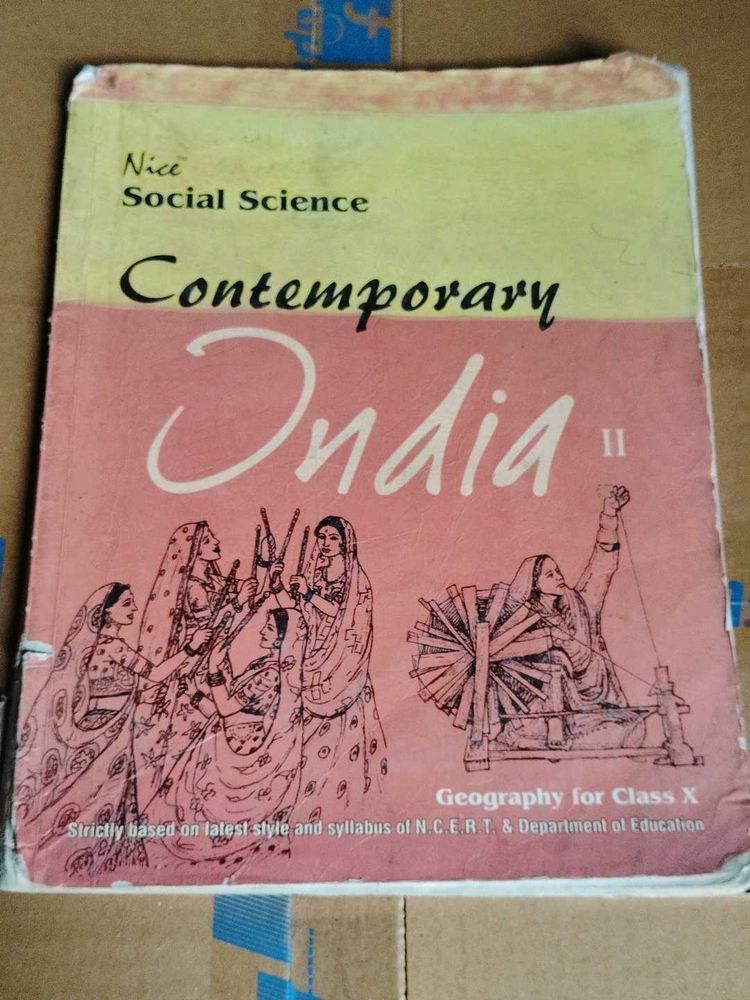 Nice
Social Science
Contemporary
India II
Geography for Class X
Strictly based on latest style and syllabus of N.C.E.R.T. & Department of Education